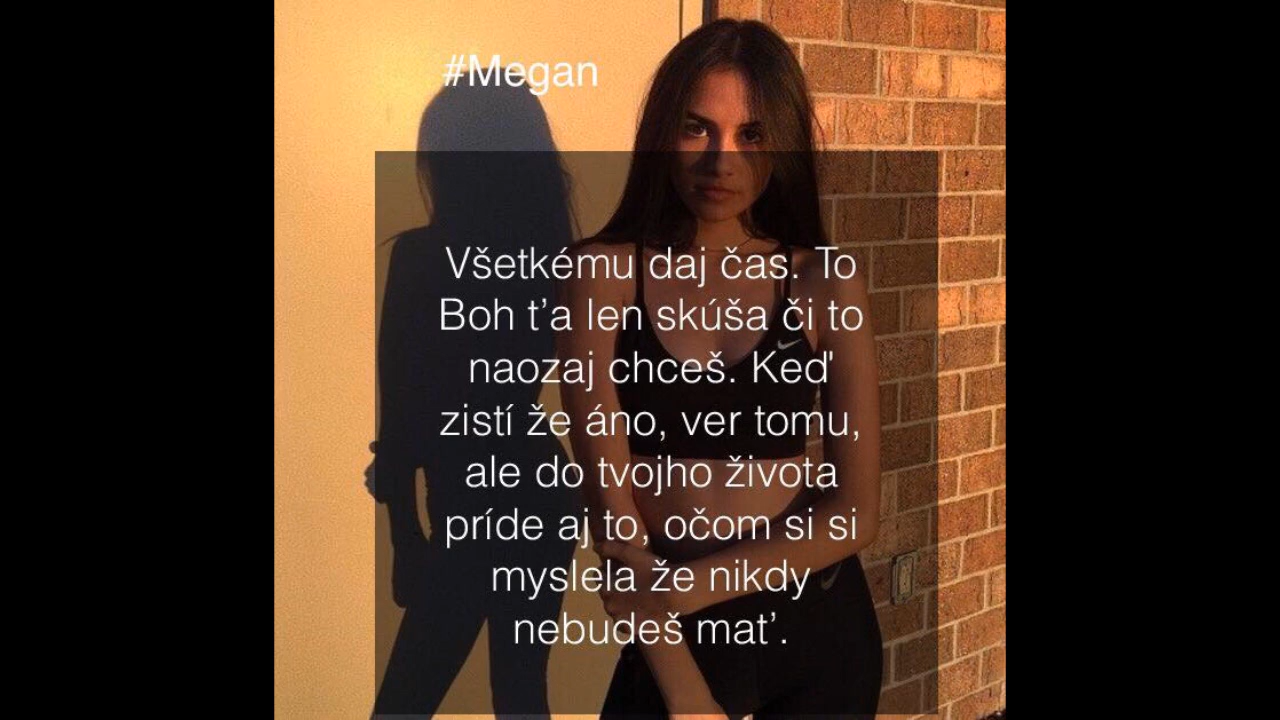 #Megan
Všetkému daj čas. To
Boh ťa len skúša či to
naozaj chceš. Keď
zistí že áno, ver tomu,
ale do tvojho života
príde aj to, očom si si
myslela že nikdy
nebudeš mať.